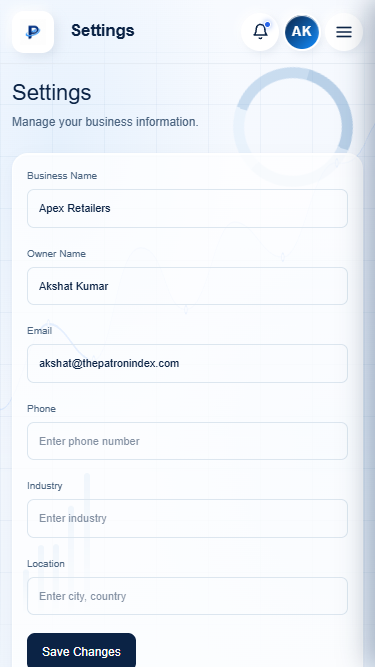 P
Settings
AK
Settings
Manage your business information.
Business Name
Apex Retailers
Owner Name
Akshat Kumar
Email
akshat@thepatronindex.com
Phone
Enter phone number
Industry
Enter industry
Location
Enter city, country
Save Changes